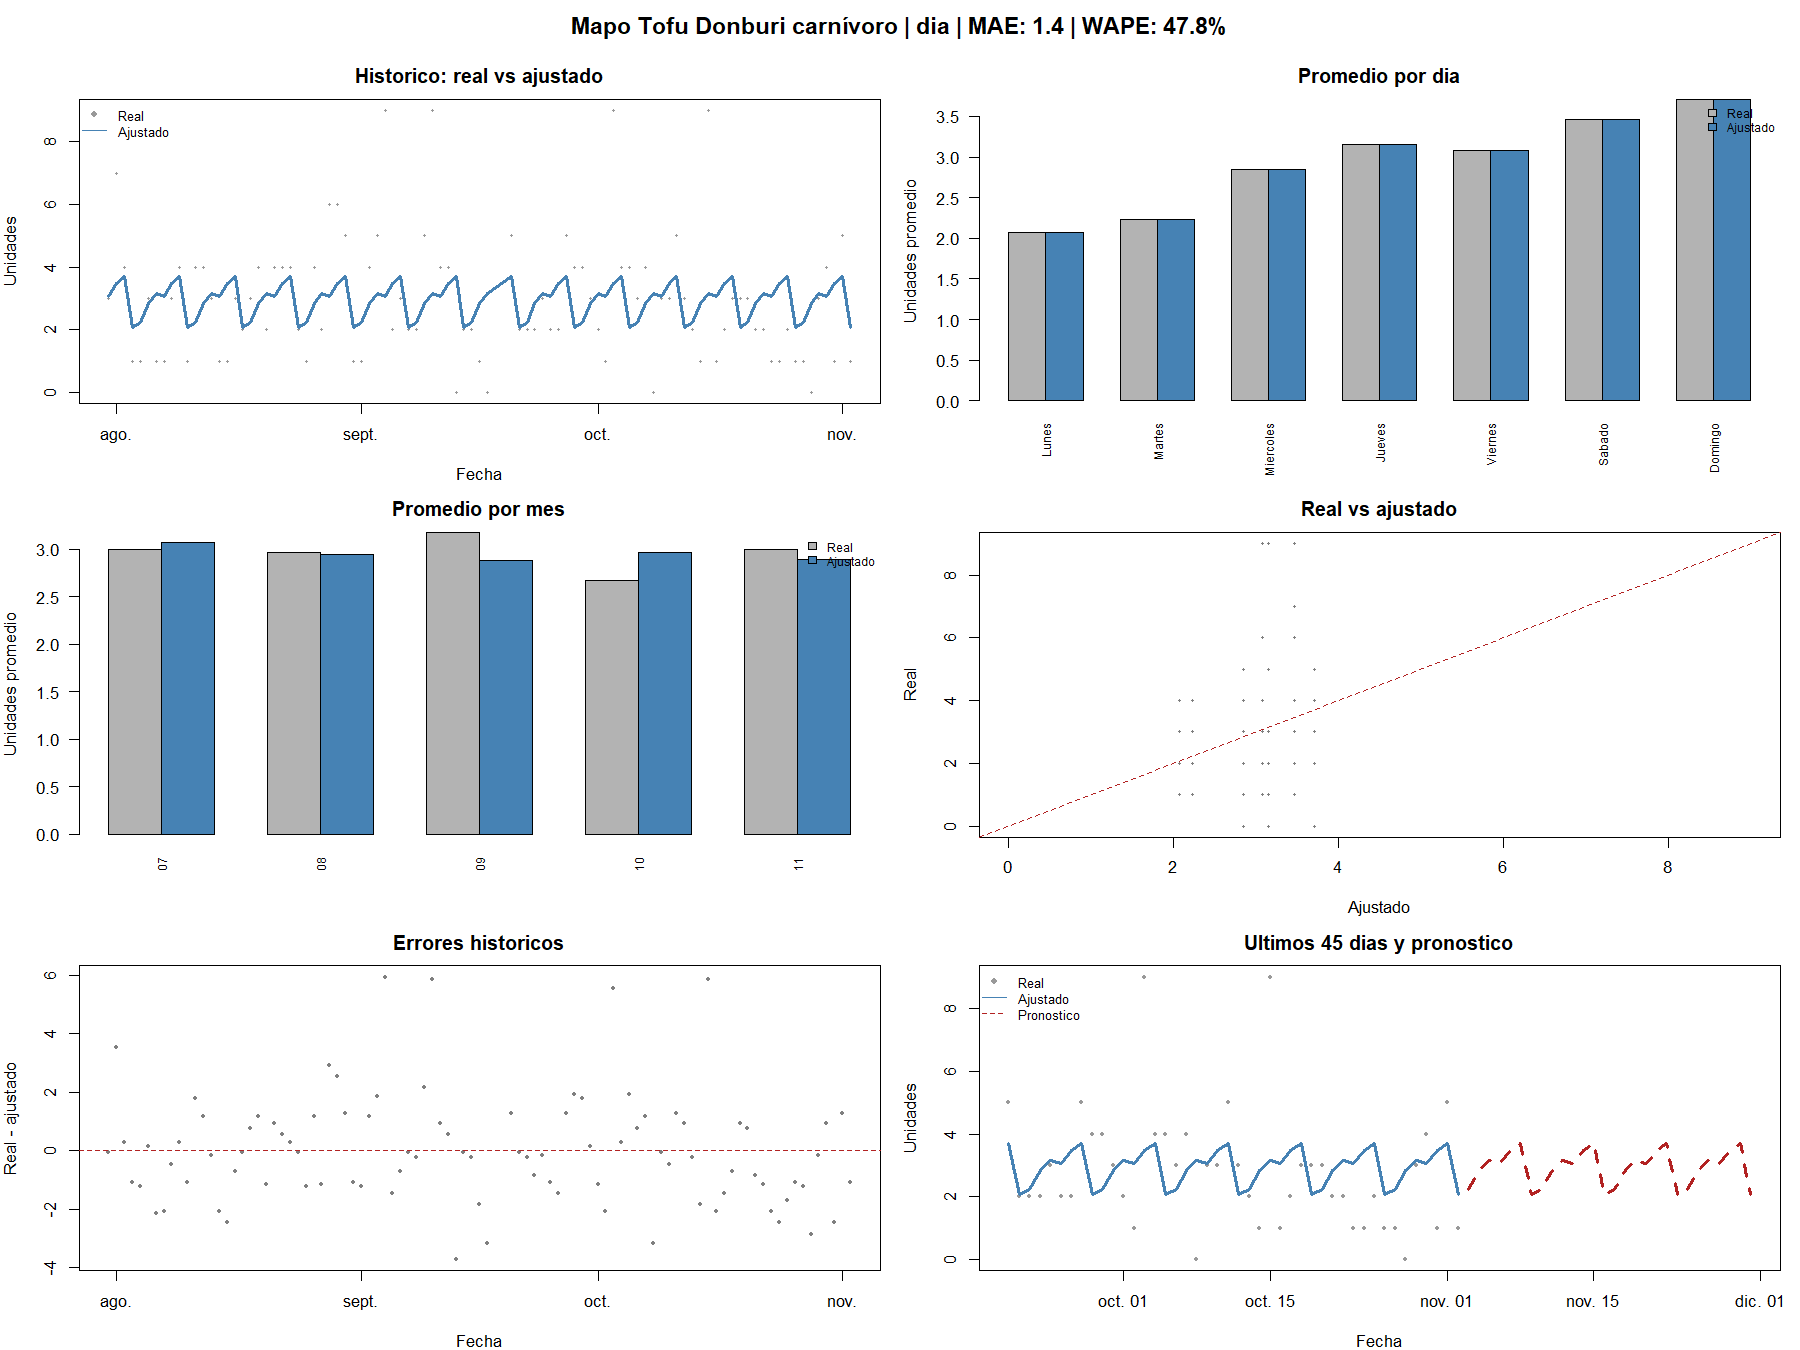 Mapo Tofu Donburi carnívoro | dia | MAE: 1.4 | WAPE: 47.8%
Historico: real vs ajustado
Real
Ajustado
Unidades
0
2
4
6
8
ago.
sept.
oct.
nov.
Fecha
Promedio por dia
Real
Ajustado
Unidades promedio
0.0
0.5
1.0
1.5
2.0
2.5
3.0
3.5
Lunes
Martes
Miercoles
Jueves
Viernes
Sabado
Domingo
Promedio por mes
Real
Ajustado
Unidades promedio
0.0
0.5
1.0
1.5
2.0
2.5
3.0
07
08
09
10
11
Real vs ajustado
Real
0
2
4
6
8
0
2
4
6
8
Ajustado
Errores historicos
Real - ajustado
-4
-2
0
2
4
6
ago.
sept.
oct.
nov.
Fecha
Ultimos 45 dias y pronostico
Real
Ajustado
Pronostico
Unidades
0
2
4
6
8
oct. 01
oct. 15
nov. 01
nov. 15
dic. 01
Fecha